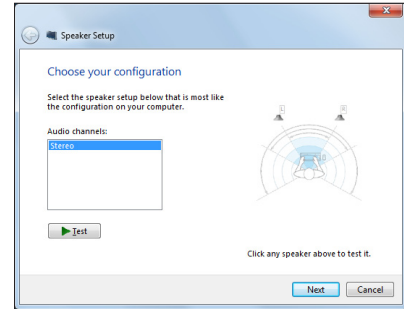 Speaker Setup
Choose your configuration
Select the speaker setup below that is most like
the configuration on your computer.
Audio channels:
Stereo
L
R
Test
Click any speaker above to test it.
Next
Cancel